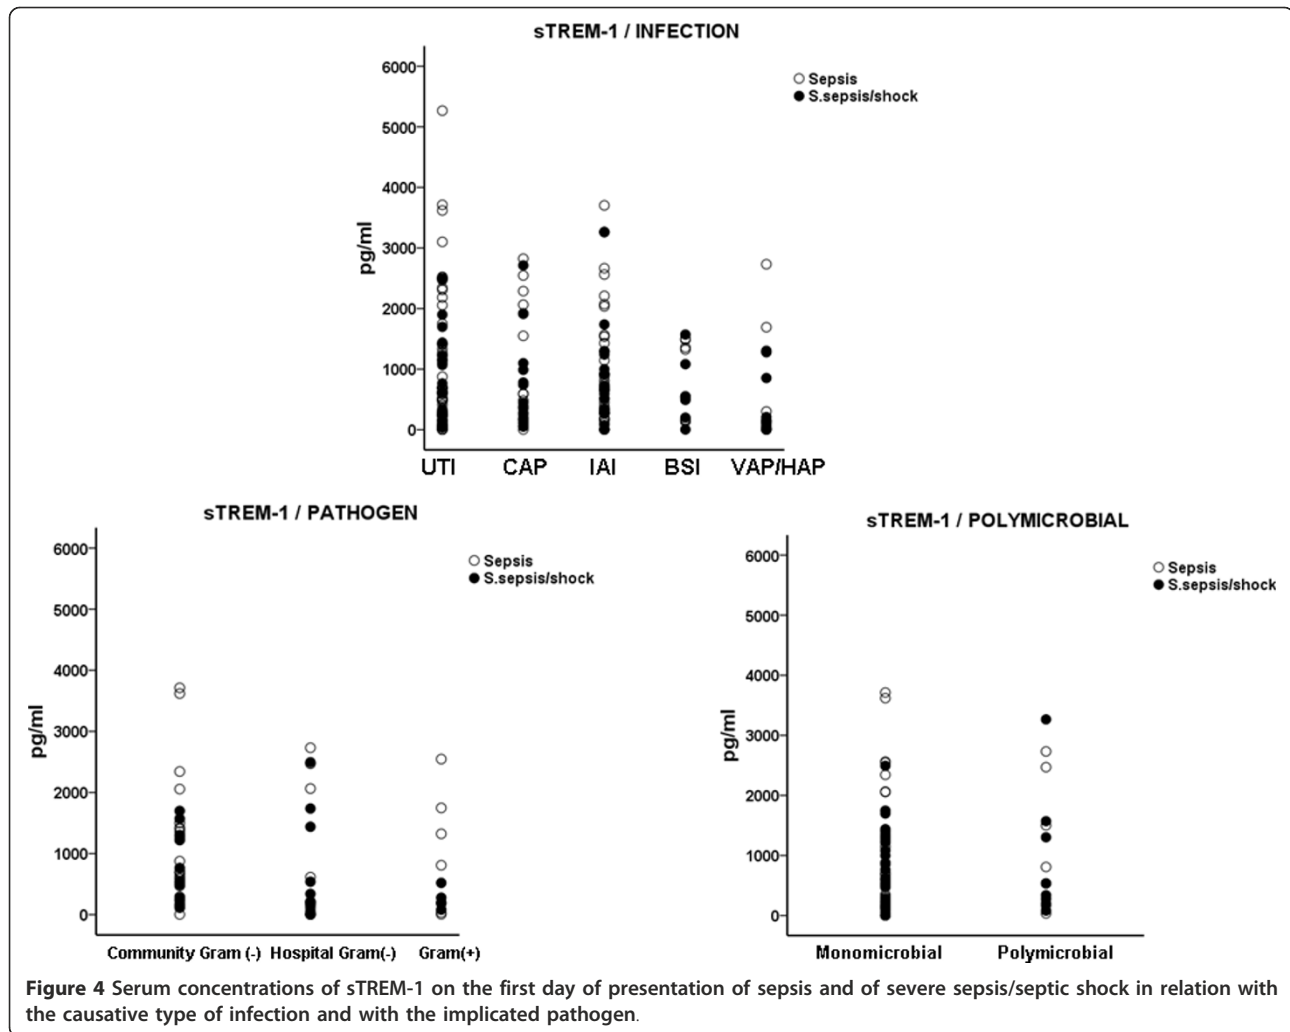 sTREM-1 / INFECTION
Sepsis
S.sepsis/shock
6000
5000
4000
3000
2000
1000
0
pg/ml
UTI CAP IAI BSI VAP/HAP
sTREM-1 / PATHOGEN
Sepsis
S.sepsis/shock
6000
5000
4000
3000
2000
1000
0
pg/ml
Community Gram (-) Hospital Gram(-) Gram(+)
sTREM-1 / POLYMICROBIAL
Sepsis
S.sepsis/shock
6000
5000
4000
3000
2000
1000
0
pg/ml
Monomicrobial Polymicrobial
Figure 4 Serum concentrations of sTREM-1 on the first day of presentation of sepsis and of severe sepsis/septic shock in relation with
the causative type of infection and with the implicated pathogen.